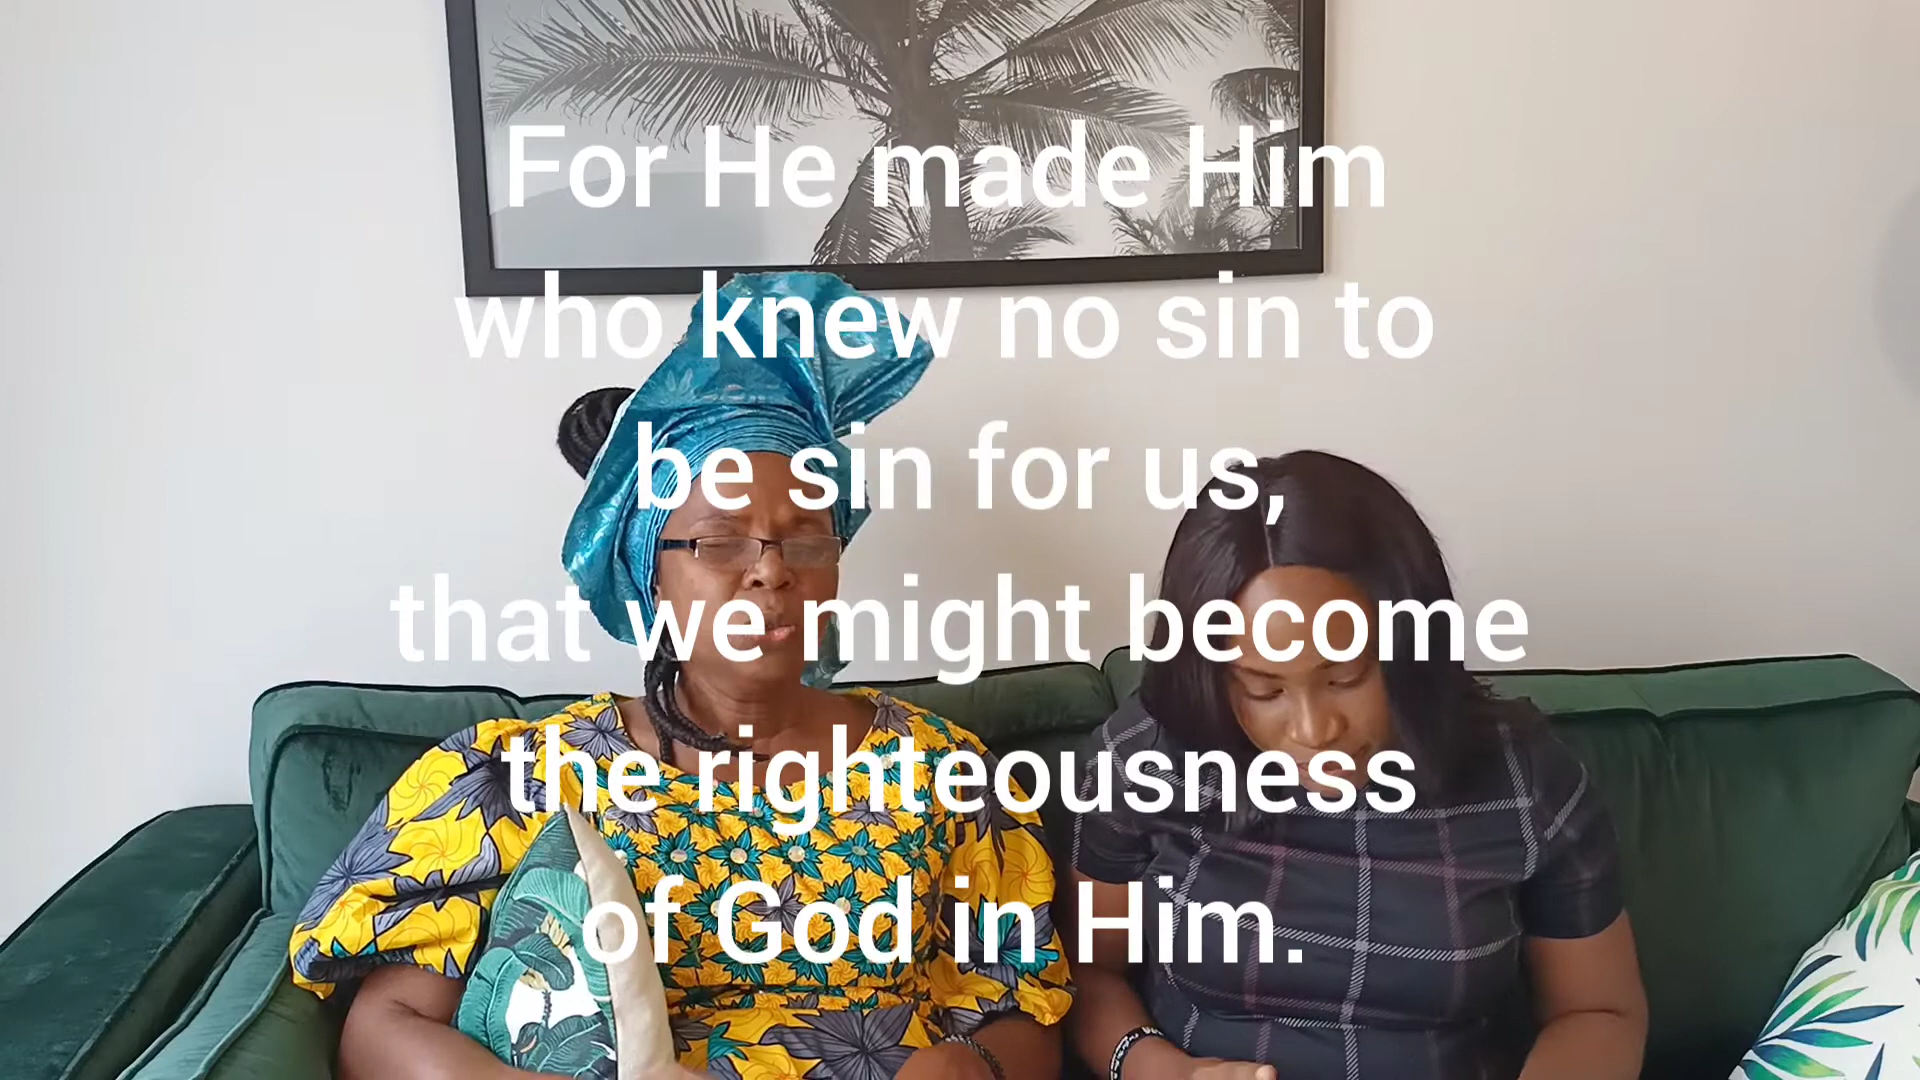 For He made Him
who knew no sin to
be sin for us,
that we might become
the righteousness
of God in Him.